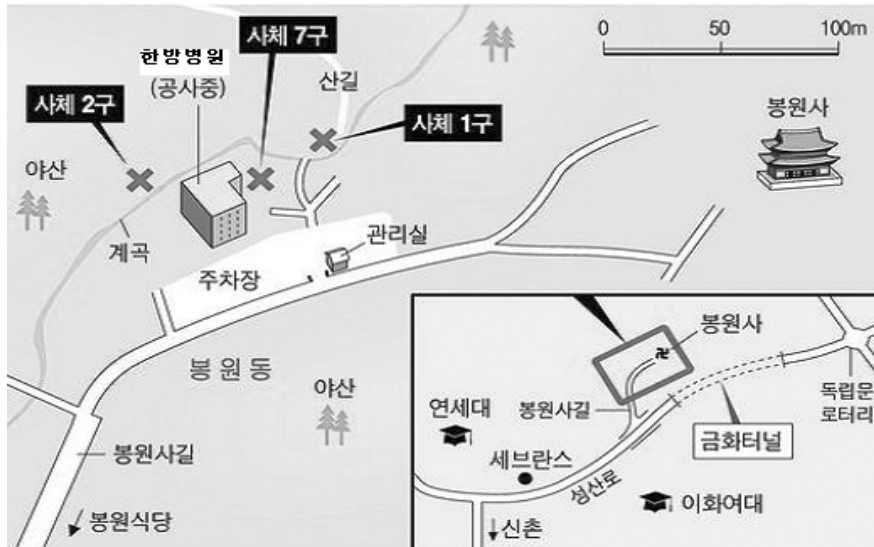 0 50 100m
사체 7구
한방병원
(공사중)
산길
사체 2구
사체 1구
봉원사
야산
계곡
관리실
주차장
봉원동
야산
봉원사길
봉원식당
봉원사
卍
연세대
봉원사길
독립문
로터리
금화터널
세브란스
성산로
이화여대
신촌